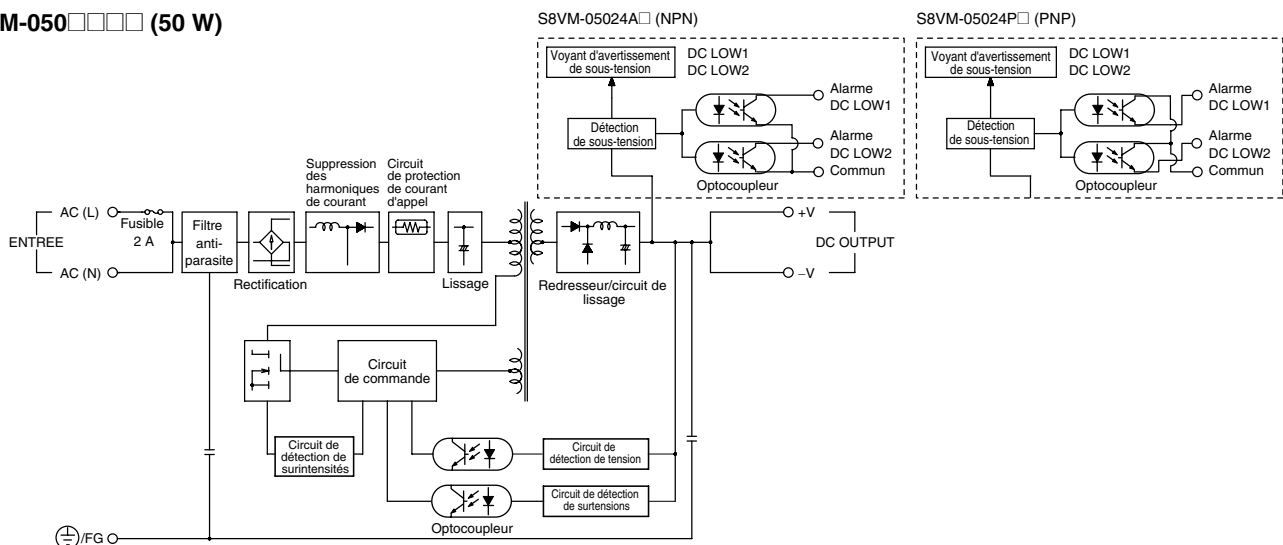 M-050□□□□ (50 W)
S8VM-05024A□ (NPN)
Voyant d'avertissement
de sous-tension
DC LOW1
DC LOW2
Détection
de sous-tension
Alarme
DC LOW1
Alarme
DC LOW2
Commun
Optocoupleur
S8VM-05024P□ (PNP)
Voyant d'avertissement
de sous-tension
DC LOW1
DC LOW2
Détection
de sous-tension
Alarme
DC LOW1
Alarme
DC LOW2
Commun
Optocoupleur
ENTREE
AC (L)
AC (N)
Fusible
2 A
Filtre
anti-
parasite
Rectification
Suppression
des
harmoniques
de courant
Circuit
de protection
de courant
d'appel
Lissage
Redresseur/circuit de
lissage
+V
DC OUTPUT
–V
Circuit
de commande
Circuit de
détection de
surintensités
Circuit de
détection de tension
Circuit de détection
de surtensions
Optocoupleur
/FG